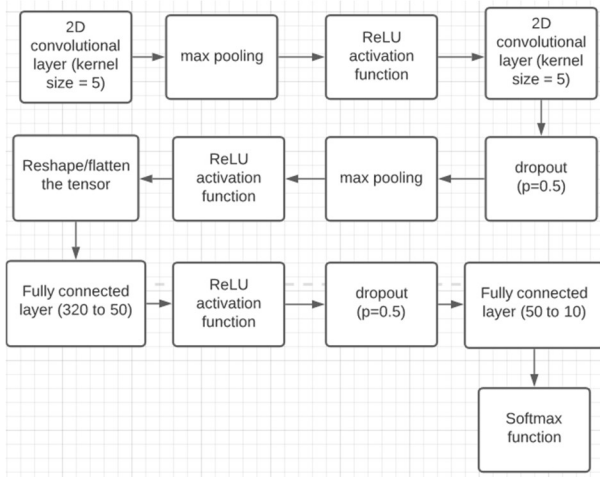 2D
convolutional
layer (kernel
size = 5)
max pooling
ReLU
activation
function
2D
convolutional
layer (kernel
size = 5)
dropout
(p=0.5)
max pooling
ReLU
activation
function
Reshape/flatten
the tensor
Fully connected
layer (320 to 50)
ReLU
activation
function
dropout
(p=0.5)
Fully connected
layer (50 to 10)
Softmax
function